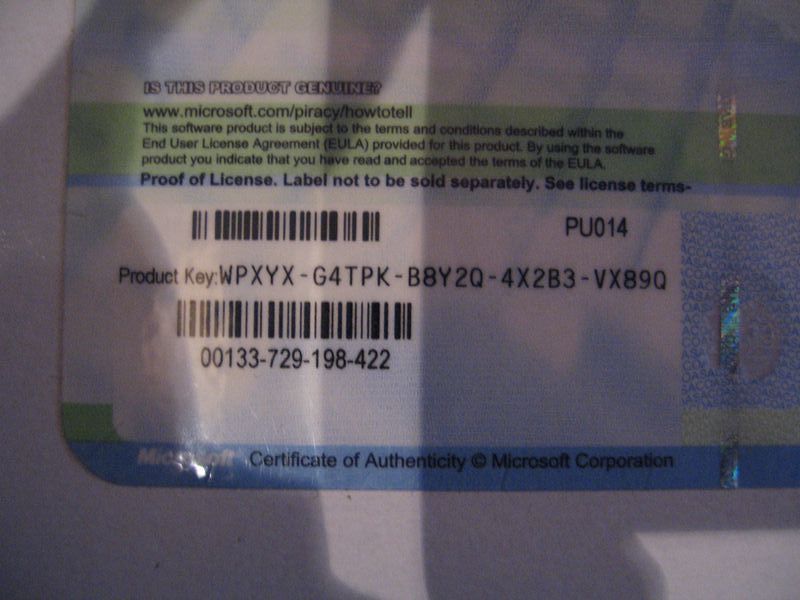 IS THIS PRODUCT GENUINE?
www.microsoft.com/piracy/howtotell
This software product is subject to the terms and conditions described within the
End User License Agreement (EULA) provided for this product. By using the software
product you indicate that you have read and accepted the terms of the EULA.
Proof of License. Label not to be sold separately. See license terms-
PU014
Product Key:WPXYX-G4TPK-B8Y2Q-4X2B3-VX89Q
00133-729-198-422
Microsoft Certificate of Authenticity © Microsoft Corporation